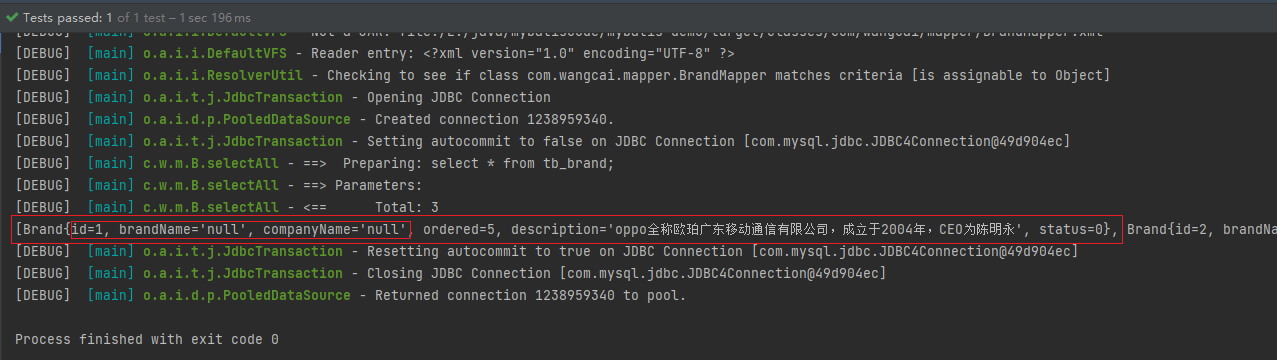 Tests passed: 1 of 1 test – 1 sec 196 ms
[DEBUG] [main] o.a.i.i.DefaultVFS - Not a JAR: file:/E:/java/mybatiscode/mybatis-demo/target/classes/com/wangcai/mapper/BrandMapper.xml
[DEBUG] [main] o.a.i.i.DefaultVFS - Reader entry: <?xml version="1.0" encoding="UTF-8" ?>
[DEBUG] [main] o.a.i.i.ResolverUtil - Checking to see if class com.wangcai.mapper.BrandMapper matches criteria [is assignable to Object]
[DEBUG] [main] o.a.i.t.j.JdbcTransaction - Opening JDBC Connection
[DEBUG] [main] o.a.i.d.p.PooledDataSource - Created connection 1238959340.
[DEBUG] [main] o.a.i.t.j.JdbcTransaction - Setting autocommit to false on JDBC Connection [com.mysql.jdbc.JDBC4Connection@49d904ec]
[DEBUG] [main] c.w.m.B.selectAll - ==>  Preparing: select * from tb_brand;
[DEBUG] [main] c.w.m.B.selectAll - ==> Parameters:
[DEBUG] [main] c.w.m.B.selectAll - <==      Total: 3
[Brand{id=1, brandName='null', companyName='null', ordered=5, description='oppo全称欧珀广东移动通信有限公司，成立于2004年，CEO为陈明永', status=0}, Brand{id=2, brandNa
[DEBUG] [main] o.a.i.t.j.JdbcTransaction - Resetting autocommit to true on JDBC Connection [com.mysql.jdbc.JDBC4Connection@49d904ec]
[DEBUG] [main] o.a.i.t.j.JdbcTransaction - Closing JDBC Connection [com.mysql.jdbc.JDBC4Connection@49d904ec]
[DEBUG] [main] o.a.i.d.p.PooledDataSource - Returned connection 1238959340 to pool.
Process finished with exit code 0